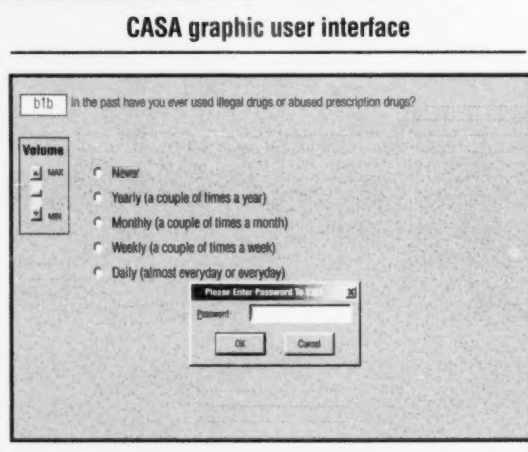 CASA graphic user interface
b1b
In the past have you ever used illegal drugs or abused prescription drugs?
Volume
MAX
MIN
Never
Yearly (a couple of times a year)
Monthly (a couple of times a month)
Weekly (a couple of times a week)
Daily (almost everyday or everyday)
Please Enter Password To Exit
Password
OK
Cancel